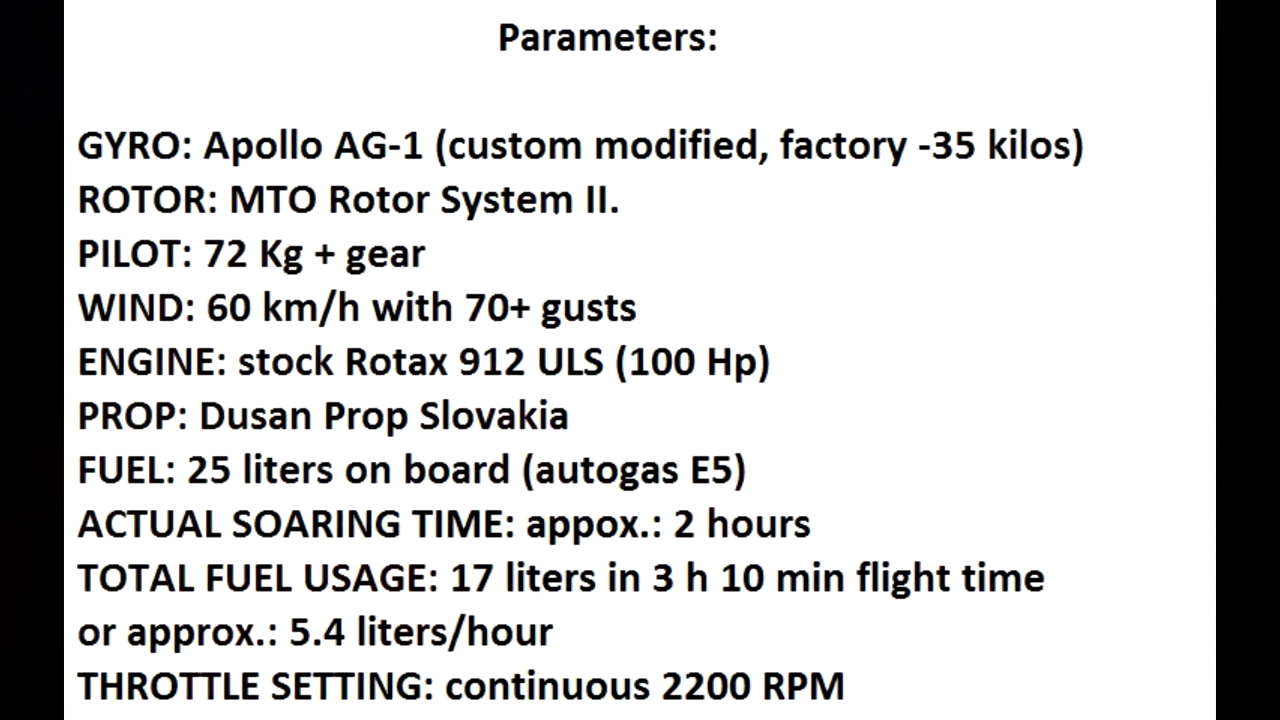 Parameters:
GYRO: Apollo AG-1 (custom modified, factory -35 kilos)
ROTOR: MTO Rotor System II.
PILOT: 72 Kg + gear
WIND: 60 km/h with 70+ gusts
ENGINE: stock Rotax 912 ULS (100 Hp)
PROP: Dusan Prop Slovakia
FUEL: 25 liters on board (autogas E5)
ACTUAL SOARING TIME: appox.: 2 hours
TOTAL FUEL USAGE: 17 liters in 3 h 10 min flight time
or approx.: 5.4 liters/hour
THROTTLE SETTING: continuous 2200 RPM